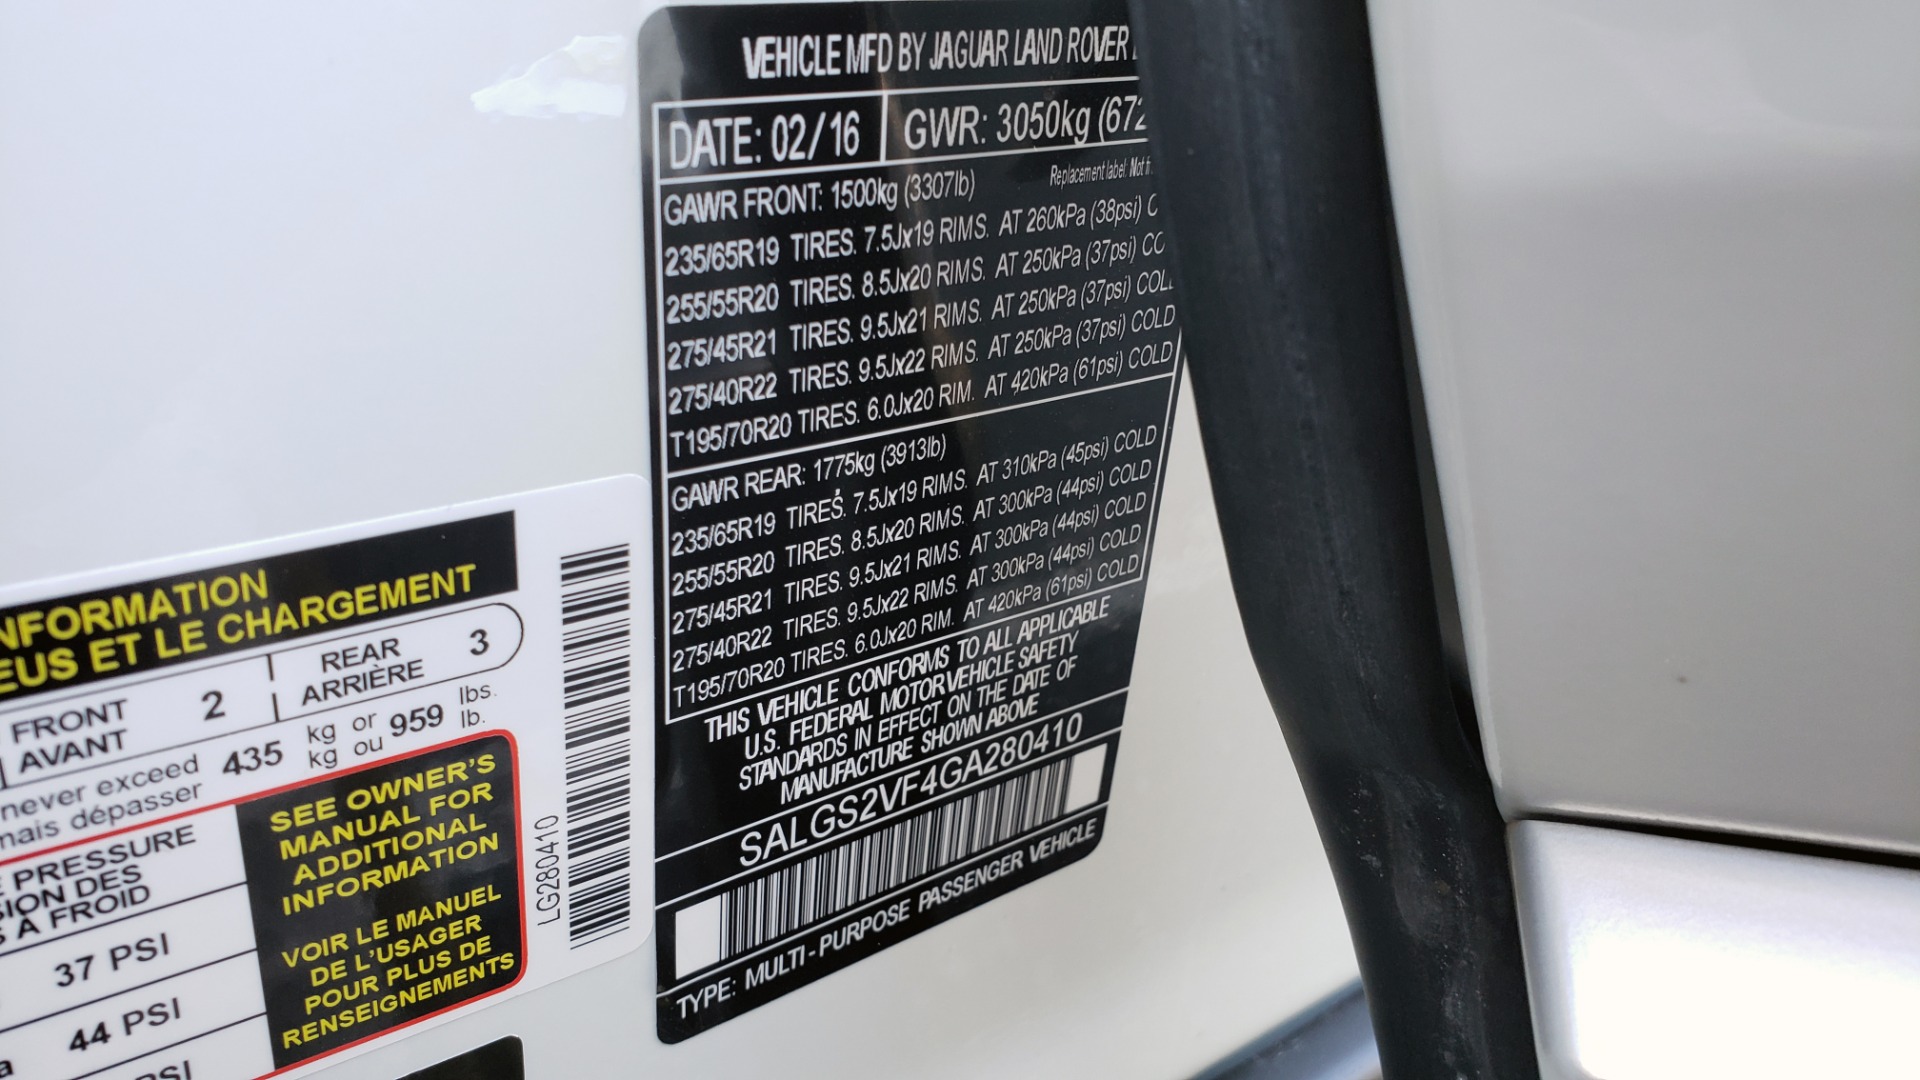 VEHICLE MFD BY JAGUAR LAND ROVER
DATE: 02/16 GWR: 3050kg (672
Replacement label: Not
GAWR FRONT: 1500kg (3307lb)
235/65R19 TIRES. 7.5Jx19 RIMS. AT 260kPa (38psi) C
255/55R20 TIRES. 8.5Jx20 RIMS. AT 250kPa (37psi) CO
275/45R21 TIRES. 9.5Jx21 RIMS. AT 250kPa (37psi) COL
275/40R22 TIRES. 9.5Jx22 RIMS. AT 250kPa (37psi) COLD
T195/70R20 TIRES. 6.0Jx20 RIM. AT 420kPa (61psi) COLD
GAWR REAR: 1775kg (3913lb)
235/65R19 TIRES. 7.5Jx19 RIMS. AT 310kPa (45psi) COLD
255/55R20 TIRES. 8.5Jx20 RIMS. AT 300kPa (44psi) COLD
275/45R21 TIRES. 9.5Jx21 RIMS. AT 300kPa (44psi) COLD
275/40R22 TIRES. 9.5Jx22 RIMS. AT 300kPa (44psi) COLD
T195/70R20 TIRES. 6.0Jx20 RIM. AT 420kPa (61psi) COLD
THIS VEHICLE CONFORMS TO ALL APPLICABLE
U.S. FEDERAL MOTOR VEHICLE SAFETY
STANDARDS IN EFFECT ON THE DATE OF
MANUFACTURE SHOWN ABOVE
SALGS2VF4GA280410
TYPE: MULTI-PURPOSE PASSENGER VEHICLE
NFORMATION
EUS ET LE CHARGEMENT
FRONT 2 REAR 3
AVANT ARRIÈRE
never exceed 435 kg or 959 lbs.
mais dépasser kg ou lb.
PRESSURE
SION DES
À FROID
37 PSI
44 PSI
PSI
SEE OWNER'S
MANUAL FOR
ADDITIONAL
INFORMATION
VOIR LE MANUEL
DE L'USAGER
POUR PLUS DE
RENSEIGNEMENTS
LG280410